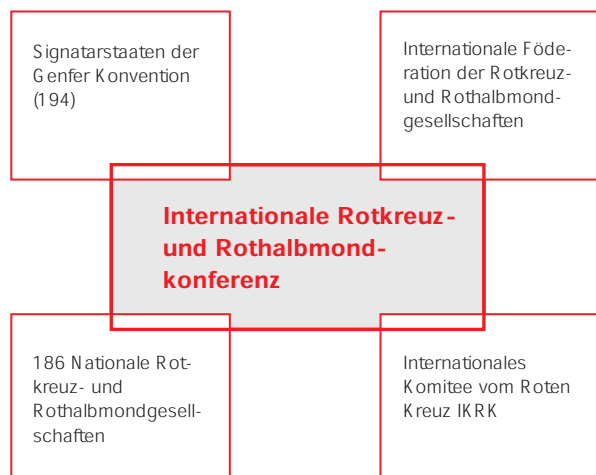 Signatarstaaten der
Genfer Konvention
(194)
Internationale Föde-
ration der Rotkreuz-
und Rothalbmond-
gesellschaften
Internationale Rotkreuz-
und Rothalbmond-
konferenz
186 Nationale Rot-
kreuz- und
Rothalbmondgesell-
schaften
Internationales
Komitee vom Roten
Kreuz IKRK